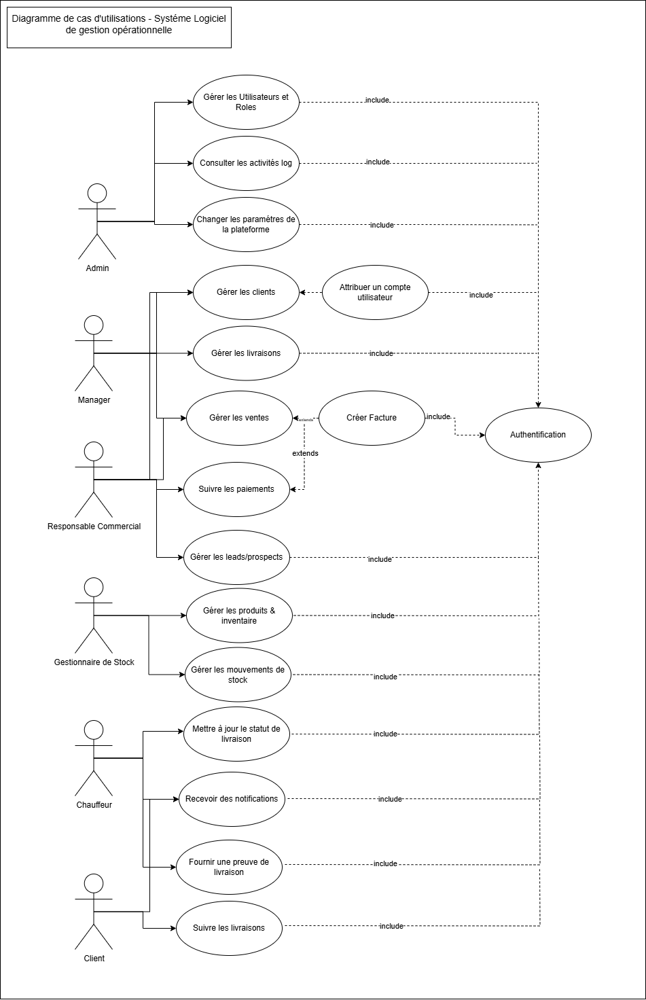 Diagramme de cas d'utilisations - Systéme Logiciel
de gestion opérationnelle
Gérer les Utilisateurs et
Roles
include
Consulter les activités log
include
Changer les paramétres de
la plateforme
include
Admin
Gérer les clients
Attribuer un compte
utilisateur
include
Manager
Gérer les livraisons
include
Gérer les ventes
extends
Créer Facture
include
Authentification
extends
Responsable Commercial
Suivre les paiements
Gérer les leads/prospects
include
Gestionnaire de Stock
Gérer les produits &
inventaire
include
Gérer les mouvements de
stock
include
Chauffeur
Mettre à jour le statut de
livraison
include
Recevoir des notifications
include
Fournir une preuve de
livraison
include
Client
Suivre les livraisons
include